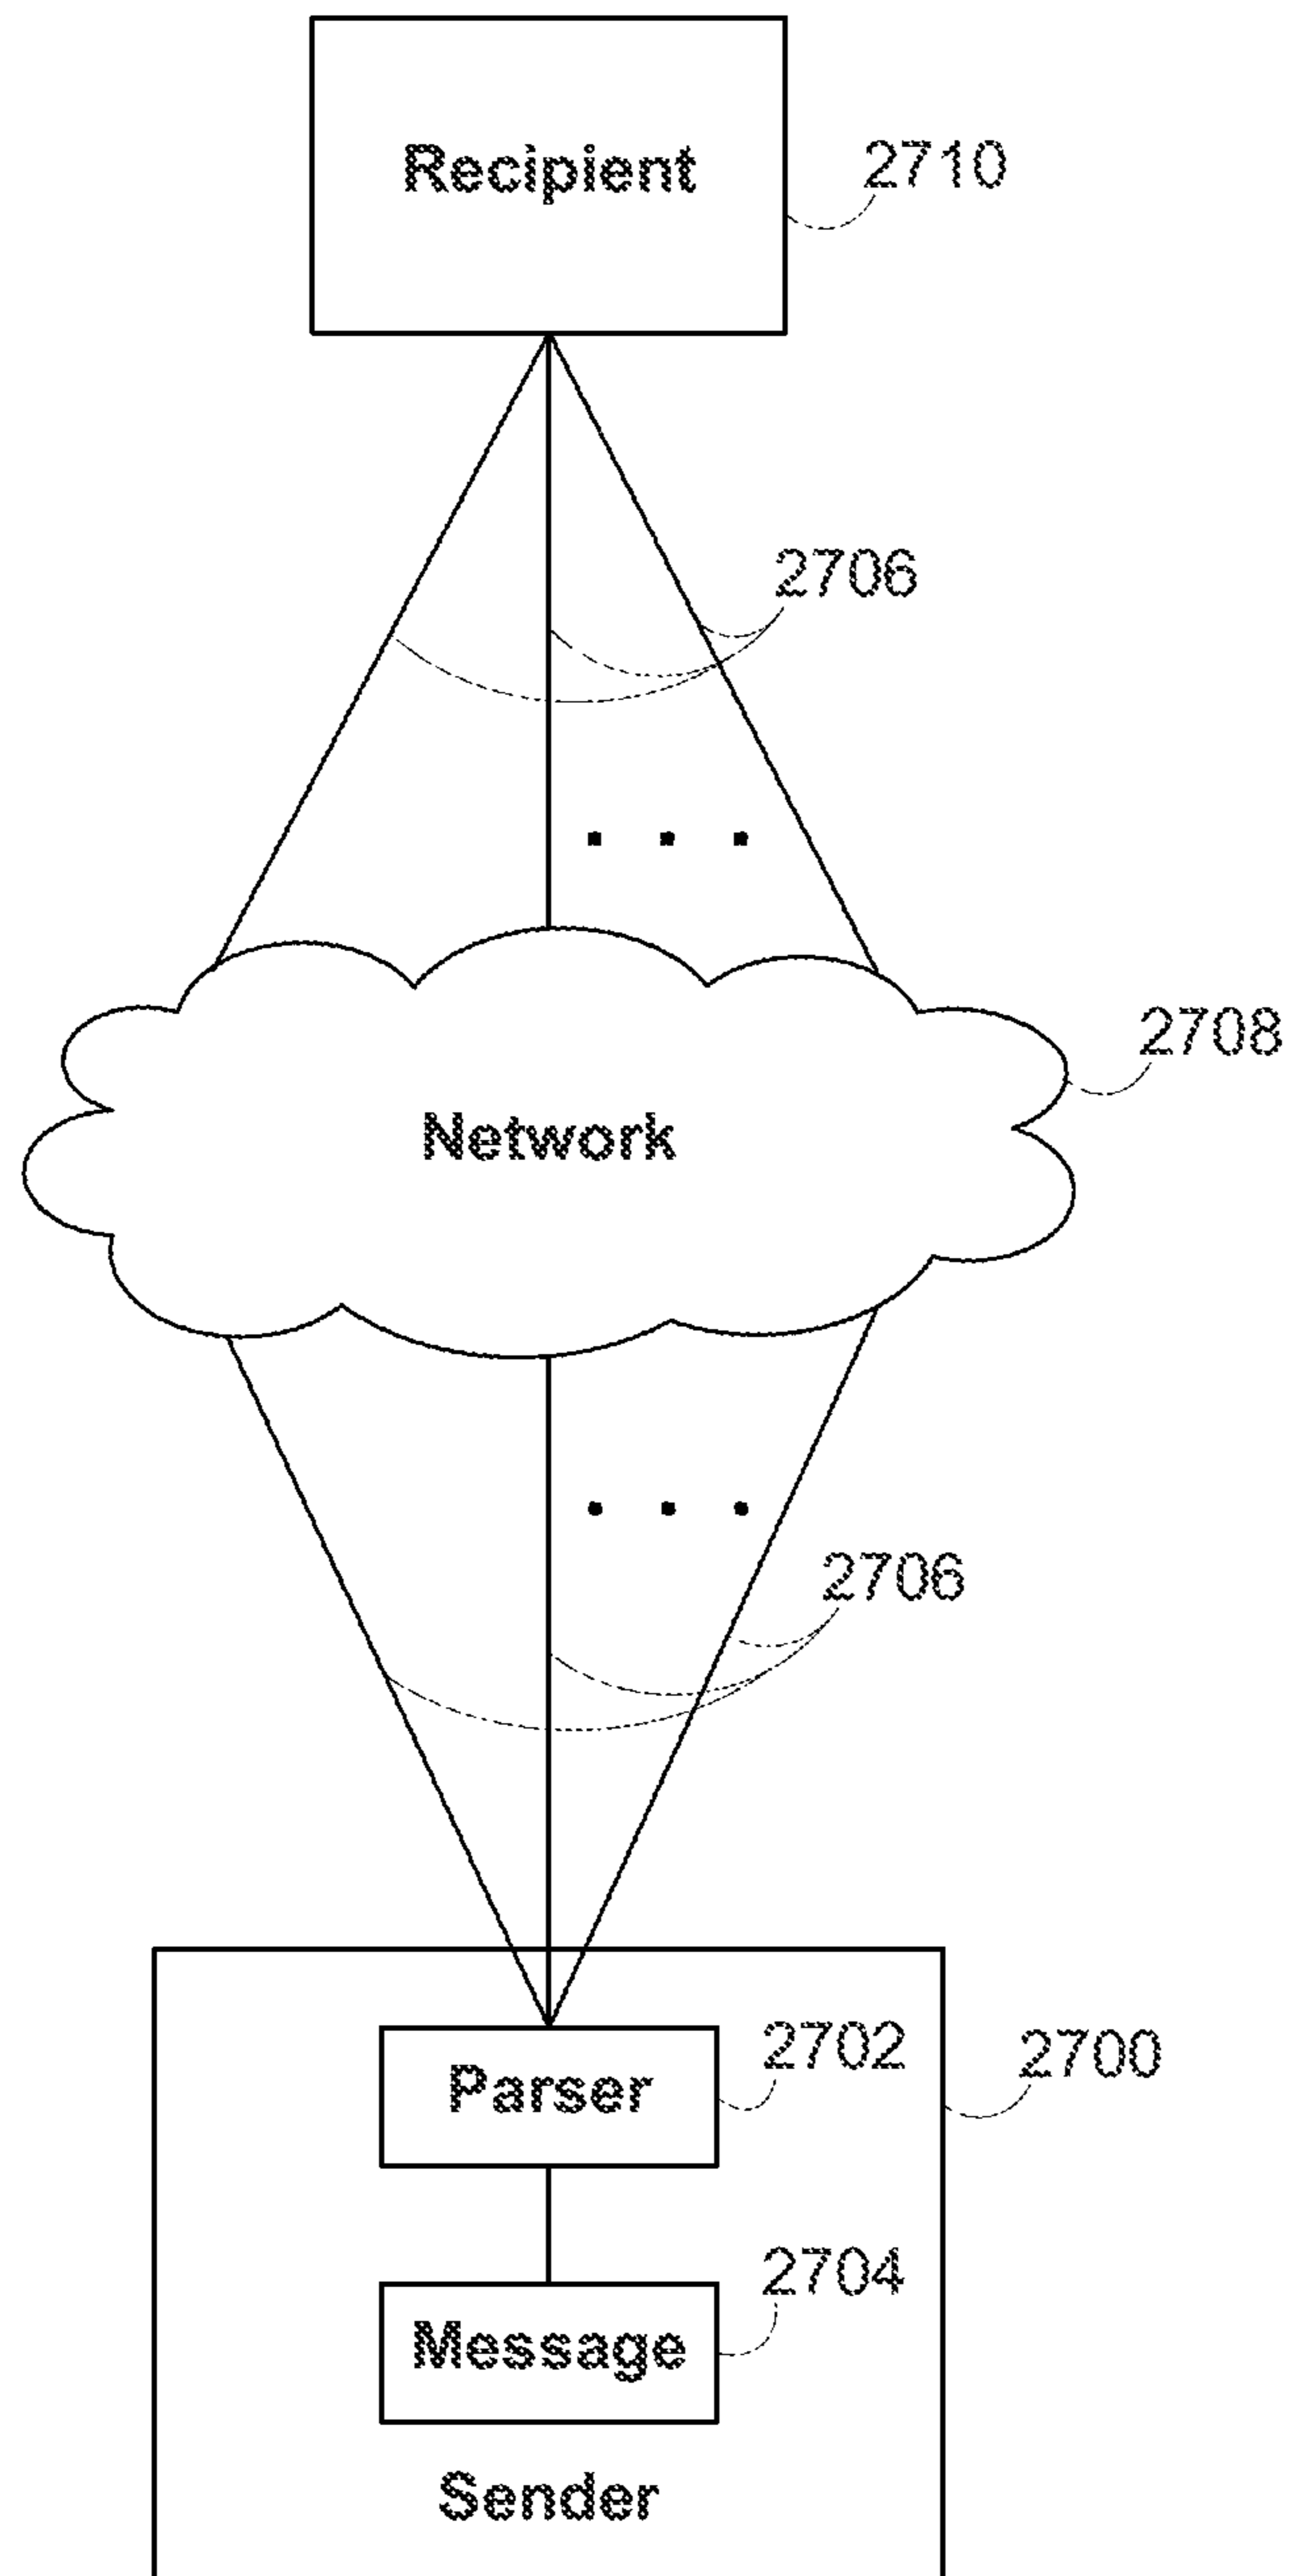 Recipient
2710
2706
Network
2708
2706
Parser
2702
2700
Message
2704
Sender